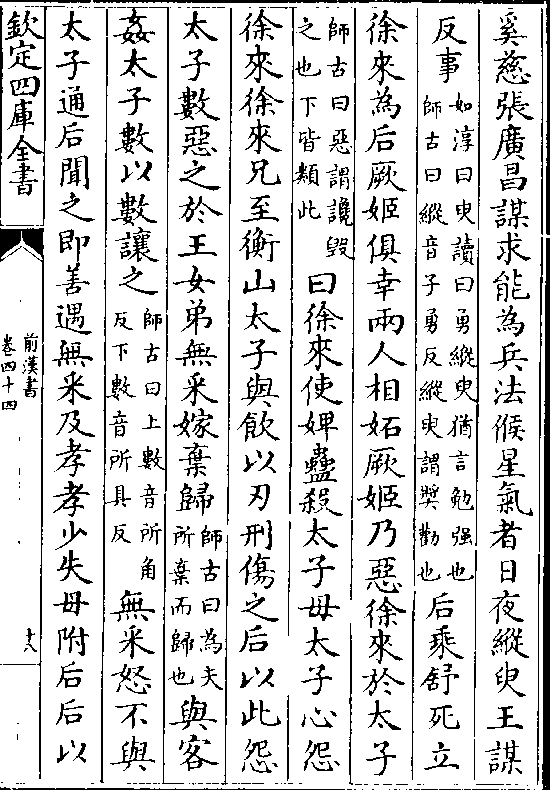 奚慈張廣昌謀求能為兵法候星氣者日夜縱臾王謀
反事如淳曰臾讀曰勇縱臾猶言勉强也
師古曰縱音子勇反縱臾謂奬勸也后乘舒死立
徐來為后厥姬俱幸兩人相妬厥姬乃惡徐來於太子
師古曰惡謂讒毀
之也下皆類此曰徐來使婢蠱殺太子母太子心怨
徐來徐來兄至衡山太子與飲以刃刑傷之后以此怨
太子數惡之於王女弟無采嫁棄歸師古曰為夫
所棄而歸也與客
姦太子數以數讓之師古曰上數音所角
反下數音所具反無采怒不與
太子通后聞之即善遇無采及孝孝少失母附后后以
欽定四庫全書
前漢書
卷四十四
十八